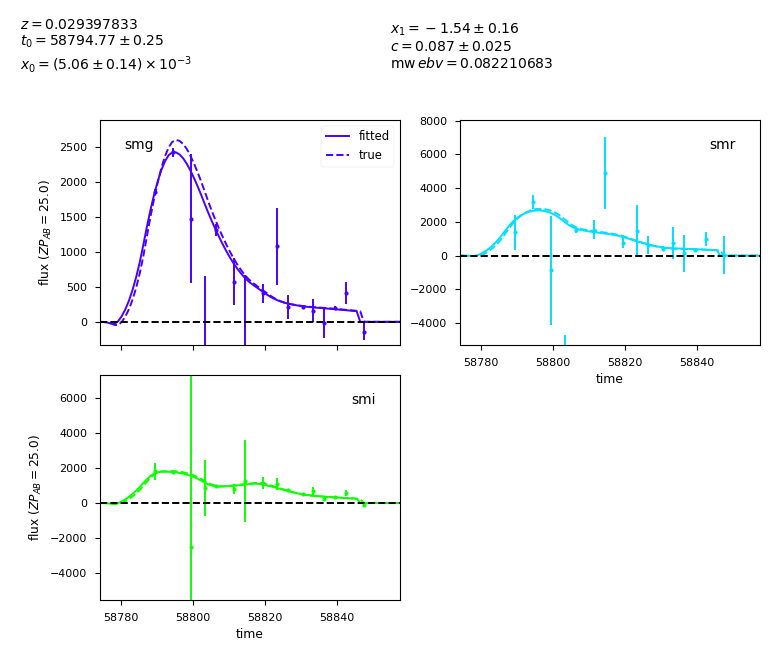 z = 0.029397833
t₀ = 58794.77 ± 0.25
x₀ = (5.06 ± 0.14) × 10⁻³
x₁ = −1.54 ± 0.16
c = 0.087 ± 0.025
mw ebv = 0.082210683
smg
fitted
true
2500
2000
1500
1000
500
0
flux (ZP_AB = 25.0)
smr
8000
6000
4000
2000
0
−2000
−4000
58780 58800 58820 58840
time
smi
6000
4000
2000
0
−2000
−4000
flux (ZP_AB = 25.0)
58780 58800 58820 58840
time